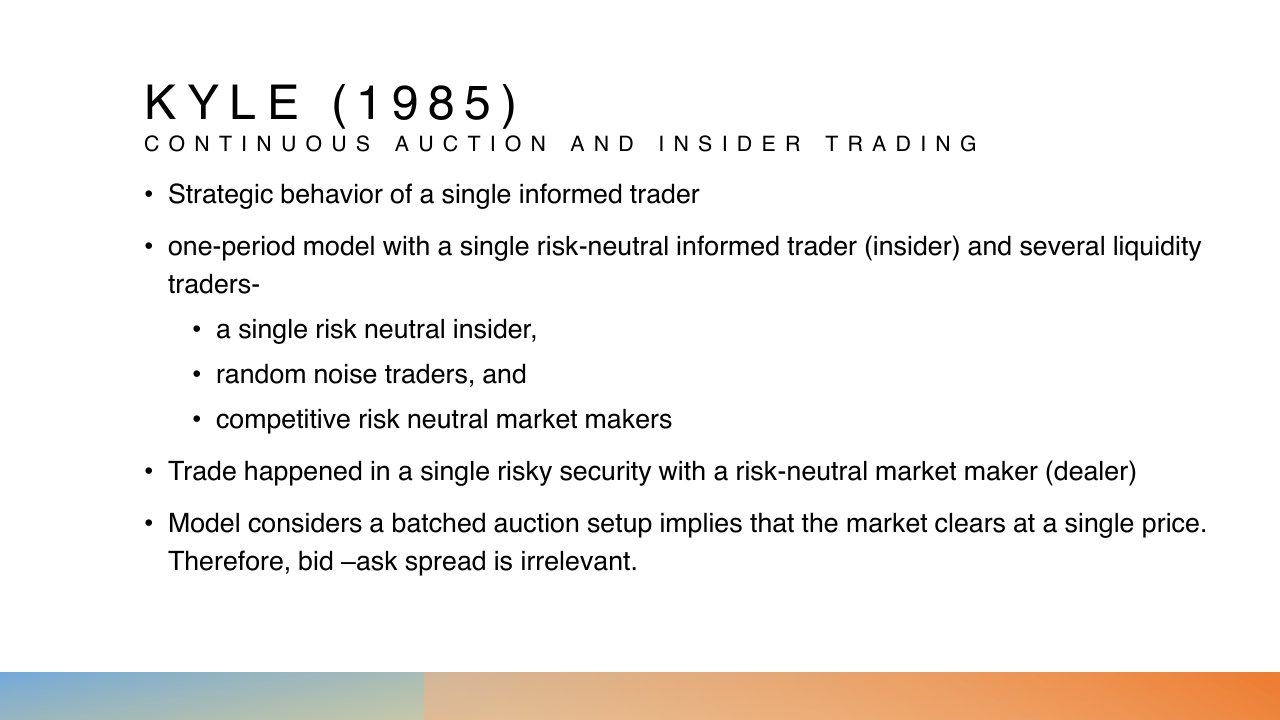 KYLE (1985)
CONTINUOUS AUCTION AND INSIDER TRADING
• Strategic behavior of a single informed trader
• one-period model with a single risk-neutral informed trader (insider) and several liquidity
traders-
• a single risk neutral insider,
• random noise traders, and
• competitive risk neutral market makers
• Trade happened in a single risky security with a risk-neutral market maker (dealer)
• Model considers a batched auction setup implies that the market clears at a single price.
Therefore, bid –ask spread is irrelevant.